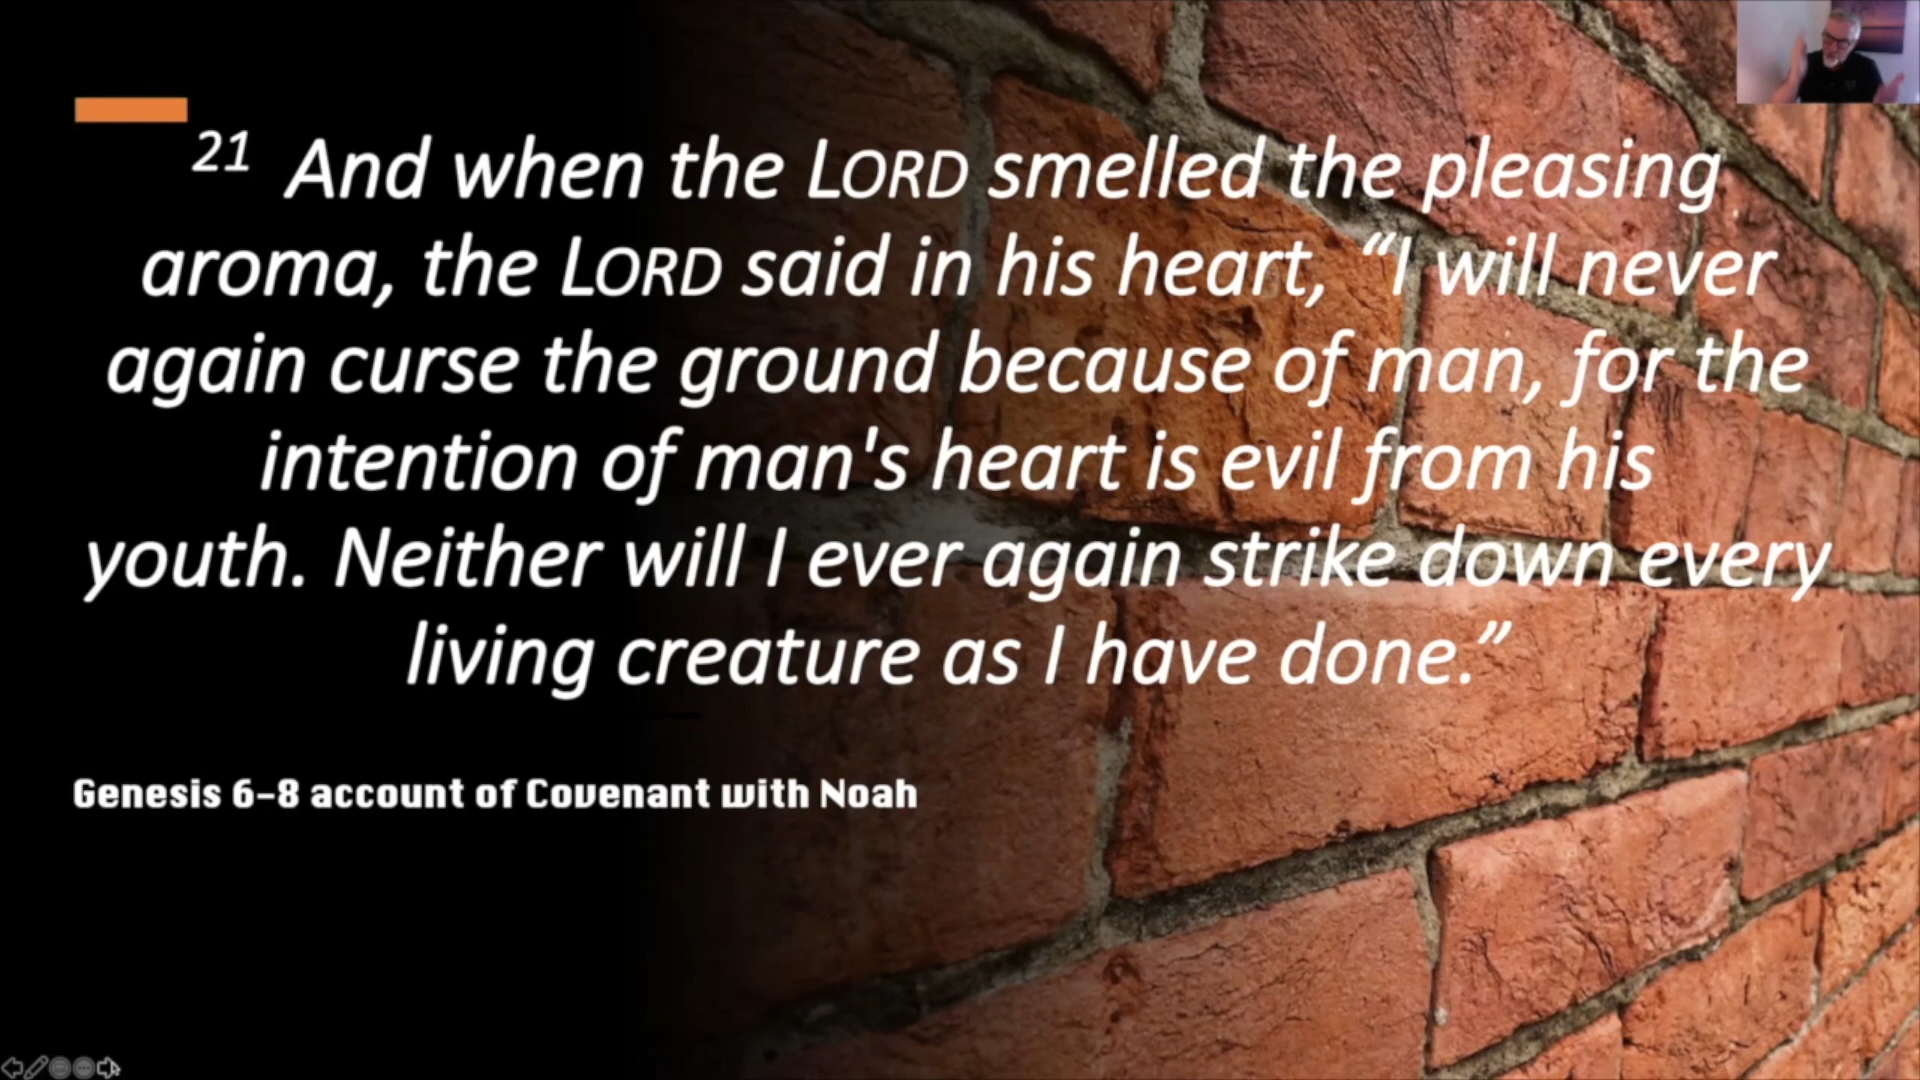 21 And when the LORD smelled the pleasing
aroma, the LORD said in his heart, “I will never
again curse the ground because of man, for the
intention of man's heart is evil from his
youth. Neither will I ever again strike down every
living creature as I have done.”
Genesis 6-8 account of Covenant with Noah